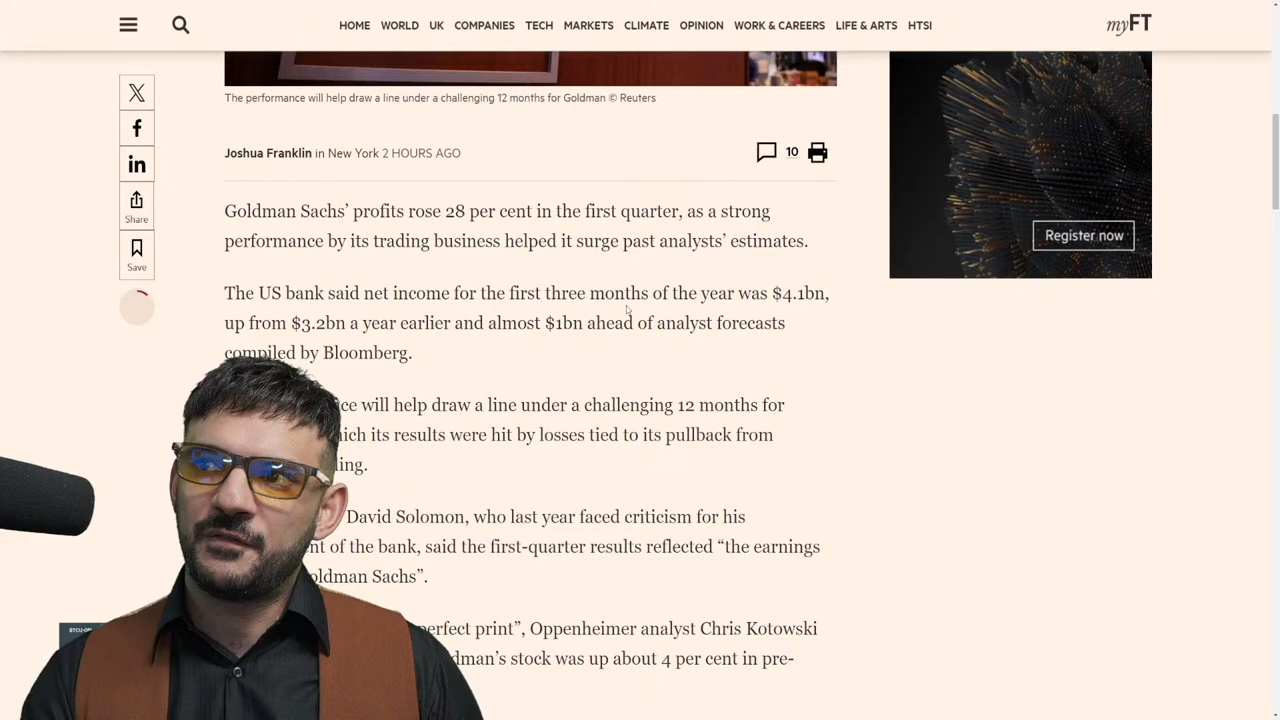 HOME WORLD UK COMPANIES TECH MARKETS CLIMATE OPINION WORK & CAREERS LIFE & ARTS HTSI
myFT
The performance will help draw a line under a challenging 12 months for Goldman © Reuters
Joshua Franklin in New York 2 HOURS AGO
10
Share
Save
Register now
Goldman Sachs’ profits rose 28 per cent in the first quarter, as a strong
performance by its trading business helped it surge past analysts’ estimates.
The US bank said net income for the first three months of the year was $4.1bn,
up from $3.2bn a year earlier and almost $1bn ahead of analyst forecasts
compiled by Bloomberg.
ce will help draw a line under a challenging 12 months for
ich its results were hit by losses tied to its pullback from
ing.
David Solomon, who last year faced criticism for his
nt of the bank, said the first-quarter results reflected “the earnings
oldman Sachs”.
perfect print”, Oppenheimer analyst Chris Kotowski
dman’s stock was up about 4 per cent in pre-